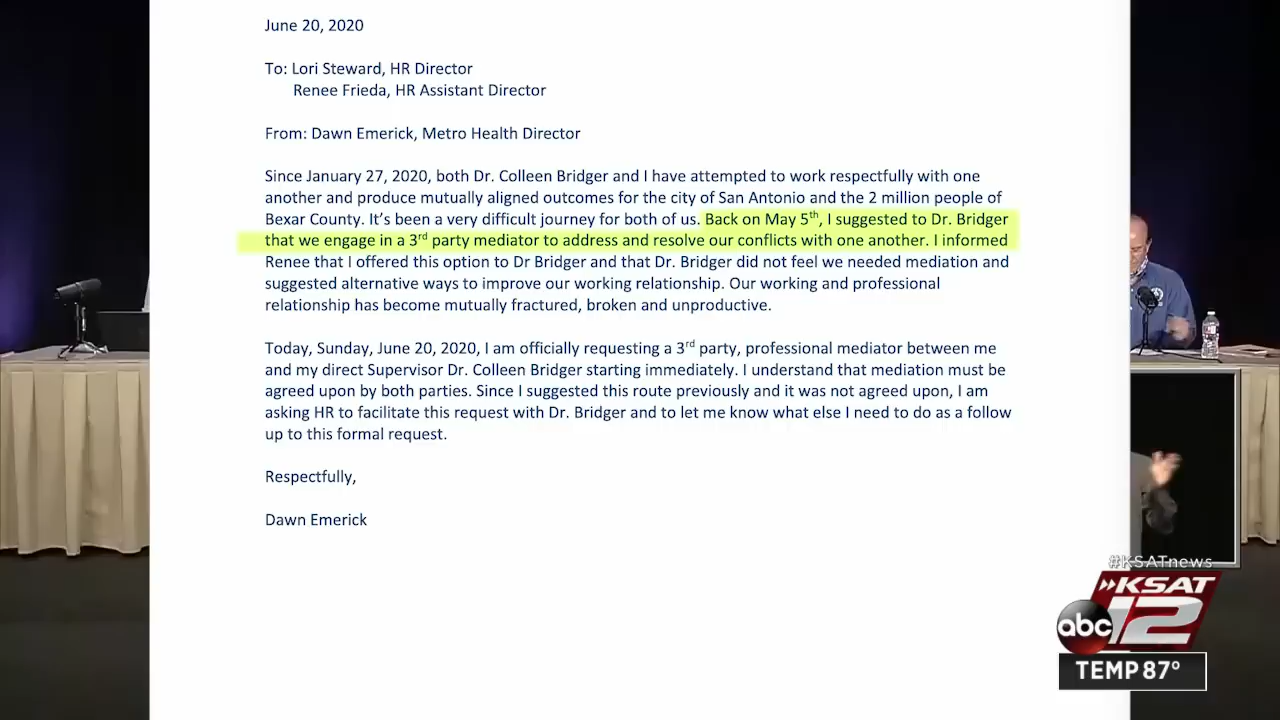 June 20, 2020
To: Lori Steward, HR Director
Renee Frieda, HR Assistant Director
From: Dawn Emerick, Metro Health Director
Since January 27, 2020, both Dr. Colleen Bridger and I have attempted to work respectfully with one
another and produce mutually aligned outcomes for the city of San Antonio and the 2 million people of
Bexar County. It's been a very difficult journey for both of us. Back on May 5th, I suggested to Dr. Bridger
that we engage in a 3rd party mediator to address and resolve our conflicts with one another. I informed
Renee that I offered this option to Dr Bridger and that Dr. Bridger did not feel we needed mediation and
suggested alternative ways to improve our working relationship. Our working and professional
relationship has become mutually fractured, broken and unproductive.
Today, Sunday, June 20, 2020, I am officially requesting a 3rd party, professional mediator between me
and my direct Supervisor Dr. Colleen Bridger starting immediately. I understand that mediation must be
agreed upon by both parties. Since I suggested this route previously and it was not agreed upon, I am
asking HR to facilitate this request with Dr. Bridger and to let me know what else I need to do as a follow
up to this formal request.
Respectfully,
Dawn Emerick
#KSATnews
KSAT
abc 12
TEMP 87°